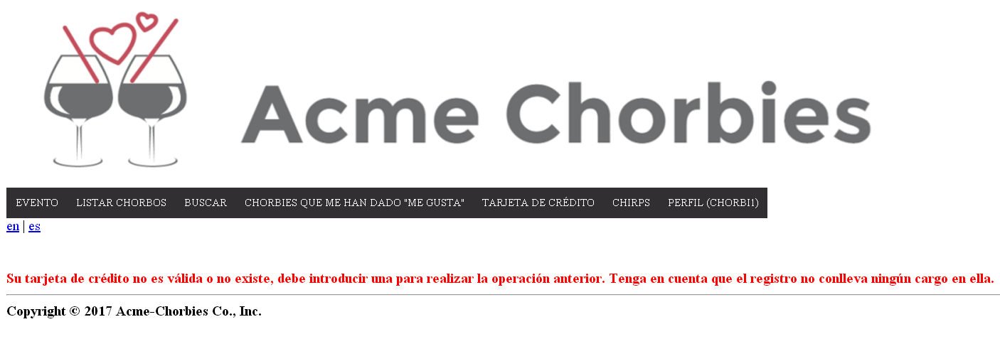 Acme Chorbies
EVENTO LISTAR CHORBOS BUSCAR CHORBIES QUE ME HAN DADO "ME GUSTA" TARJETA DE CRÉDITO CHIRPS PERFIL (CHORBI1)
en | es
Su tarjeta de crédito no es válida o no existe, debe introducir una para realizar la operación anterior. Tenga en cuenta que el registro no conlleva ningún cargo en ella.
Copyright © 2017 Acme-Chorbies Co., Inc.